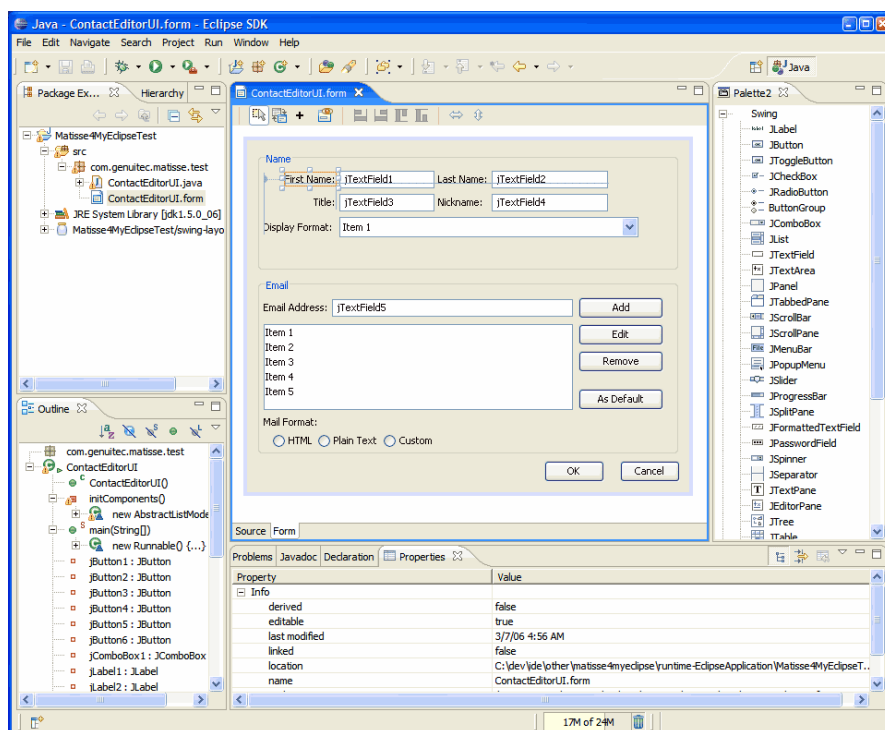 Java - ContactEditorUI.form - Eclipse SDK
File Edit Navigate Search Project Run Window Help
Java
Package Ex... Hierarchy
Matisse4MyEclipseTest
src
com.genuitec.matisse.test
ContactEditorUI.java
ContactEditorUI.form
JRE System Library [jdk1.5.0_06]
Matisse4MyEclipseTest/swing-layo
Outline
com.genuitec.matisse.test
ContactEditorUI
ContactEditorUI()
initComponents()
new AbstractListMode
main(String[])
new Runnable() {...}
jButton1 : JButton
jButton2 : JButton
jButton3 : JButton
jButton4 : JButton
jButton5 : JButton
jButton6 : JButton
jComboBox1 : JComboBox
jLabel1 : JLabel
jLabel2 : JLabel
ContactEditorUI.form
Name
First Name: jTextField1 Last Name: jTextField2
Title: jTextField3 Nickname: jTextField4
Display Format: Item 1
Email
Email Address: jTextField5 Add
Item 1 Edit
Item 2
Item 3 Remove
Item 4
Item 5 As Default
Mail Format:
HTML Plain Text Custom
OK Cancel
Source Form
Palette2
Swing
JLabel
JButton
JToggleButton
JCheckBox
JRadioButton
ButtonGroup
JComboBox
JList
JTextField
JTextArea
JPanel
JTabbedPane
JScrollBar
JScrollPane
JMenuBar
JPopupMenu
JSlider
JProgressBar
JSplitPane
JFormattedTextField
JPasswordField
JSpinner
JSeparator
JTextPane
JEditorPane
JTree
JTable
Problems Javadoc Declaration Properties
Property Value
Info
derived false
editable true
last modified 3/7/06 4:56 AM
linked false
location C:\dev\ide\other\matisse4myeclipse\runtime-EclipseApplication\Matisse4MyEclipseT...
name ContactEditorUI.form
17M of 24M